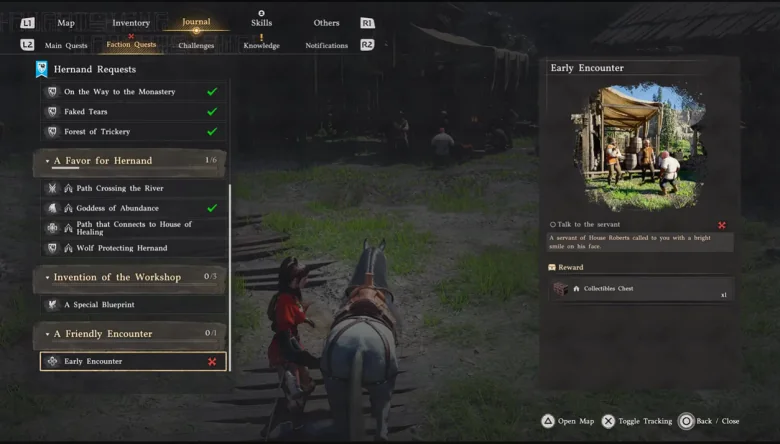 L1
Map
Inventory
Journal
Skills
Others
R1
L2
Main Quests
Faction Quests
Challenges
Knowledge
Notifications
R2
Hernand Requests
On the Way to the Monastery
Faked Tears
Forest of Trickery
A Favor for Hernand 1/6
Path Crossing the River
Goddess of Abundance
Path that Connects to House of
Healing
Wolf Protecting Hernand
Invention of the Workshop 0/3
A Special Blueprint
A Friendly Encounter 0/1
Early Encounter
Early Encounter
Talk to the servant
A servant of House Roberts called to you with a bright
smile on his face.
Reward
Collectibles Chest
x1
Open Map
Toggle Tracking
Back / Close